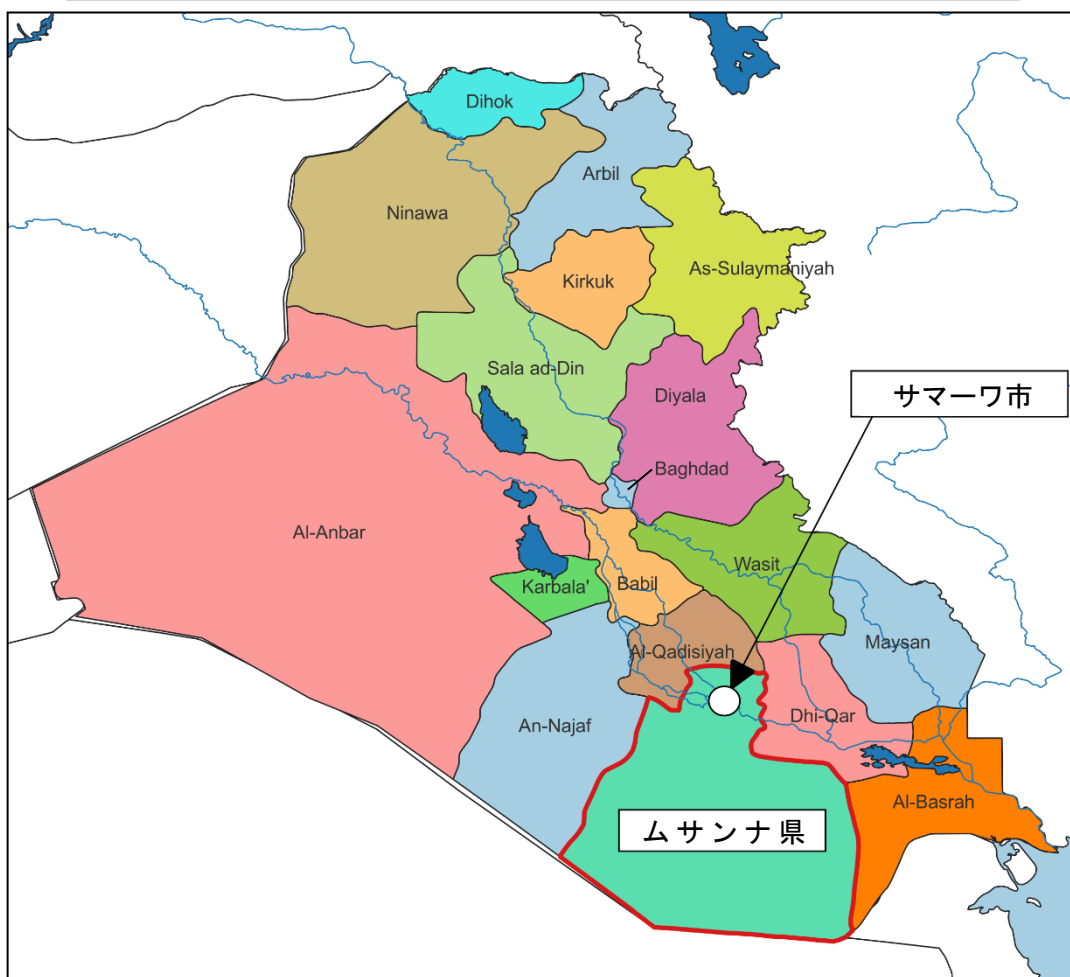 Dihok
Arbil
Ninawa
As-Sulaymaniyah
Kirkuk
Sala ad-Din
サマーワ市
Diyala
Baghdad
Al-Anbar
Wasit
Karbala'
Babil
Maysan
Al-Qadisiyah
Dhi-Qar
An-Najaf
Al-Basrah
ムサンナ県